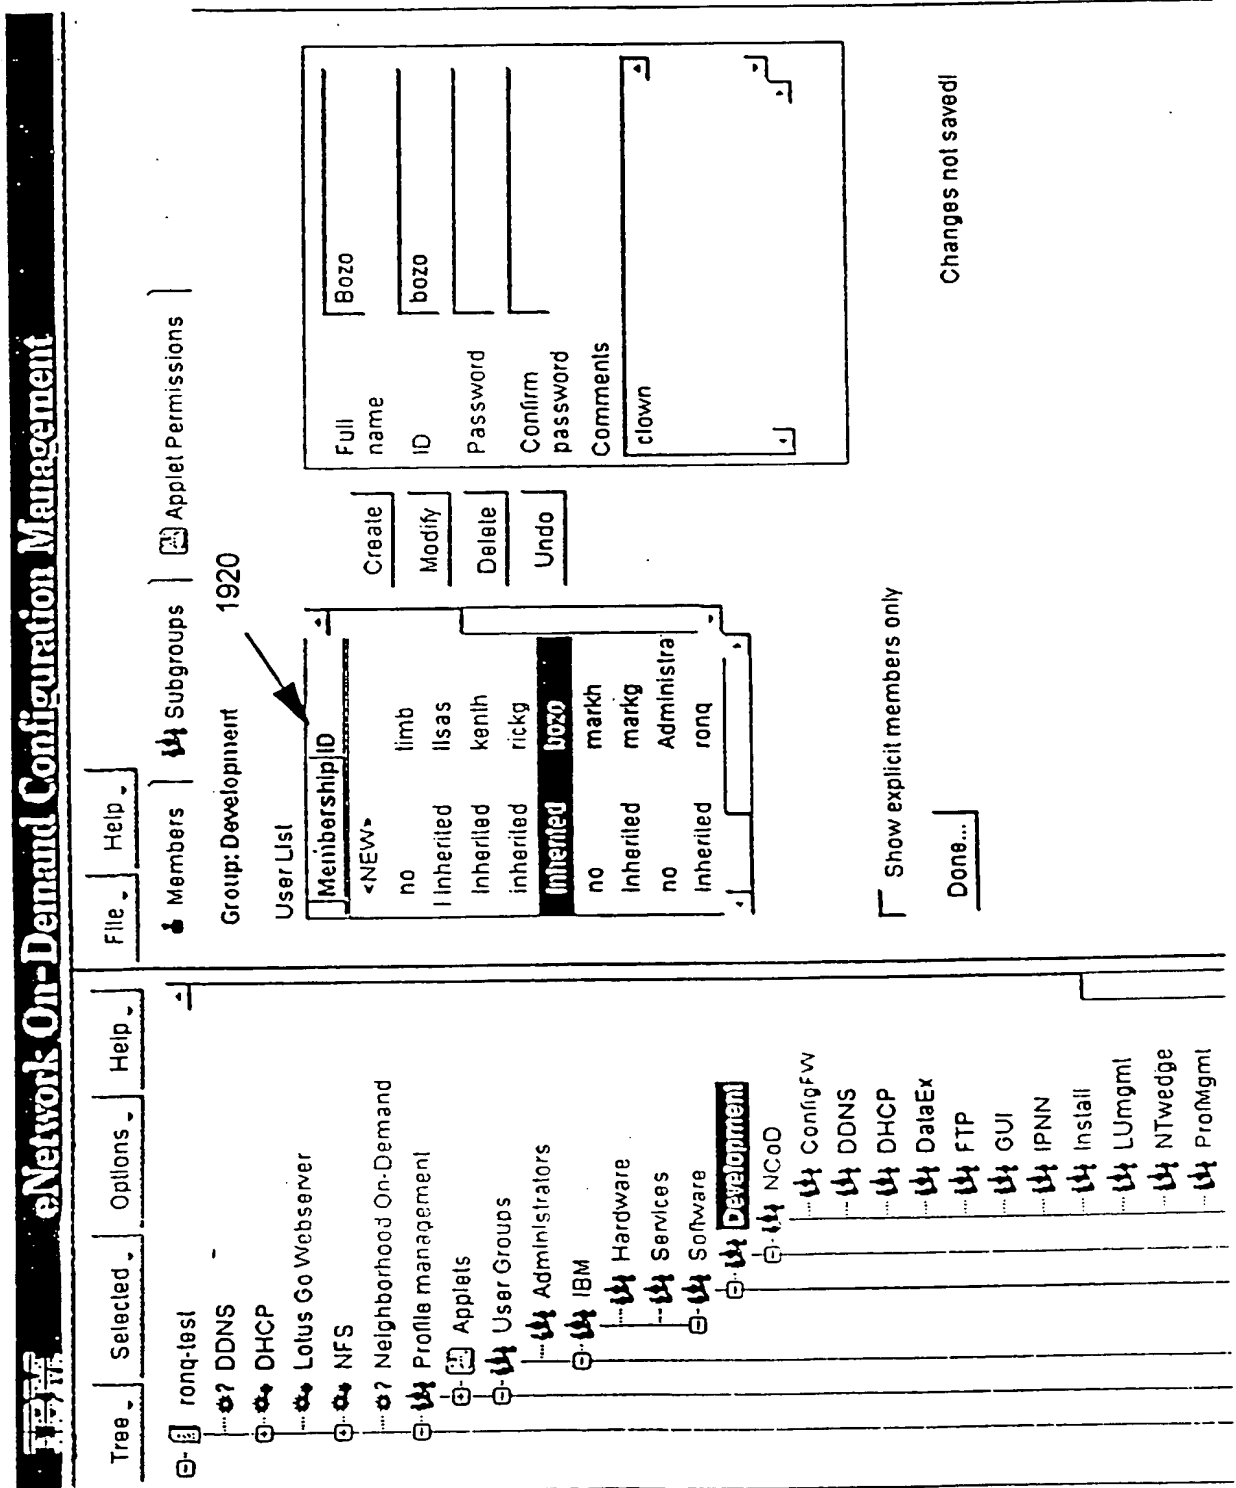 IBM eNetwork On-Demand Configuration Management
Tree Selected Options Help
ronq-test
? DDNS
DHCP
Lotus Go Webserver
NFS
? Neighborhood On-Demand
Profile management
Applets
User Groups
Administrators
IBM
Hardware
Services
Software
Development
NCoD
ConfigFW
DDNS
DHCP
DataEx
FTP
GUI
IPNN
Install
LUmgmt
NTwedge
ProfMgmt
File Help
Members Subgroups Applet Permissions
Group: Development
1920
User List
Membership ID
<NEW>
no timb
Inherited lisas
Inherited kenth
inherited rickg
Inherited bozo
no markh
Inherited markg
no Administra
Inherited ronq
Create
Modify
Delete
Undo
Full name Bozo
ID bozo
Password
Confirm password
Comments
clown
Show explicit members only
Done...
Changes not saved!